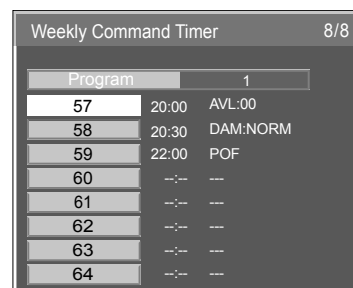 Weekly Command Timer 8/8
Program 1
57 20:00 AVL:00
58 20:30 DAM:NORM
59 22:00 POF
60 --:-- ---
61 --:-- ---
62 --:-- ---
63 --:-- ---
64 --:-- ---